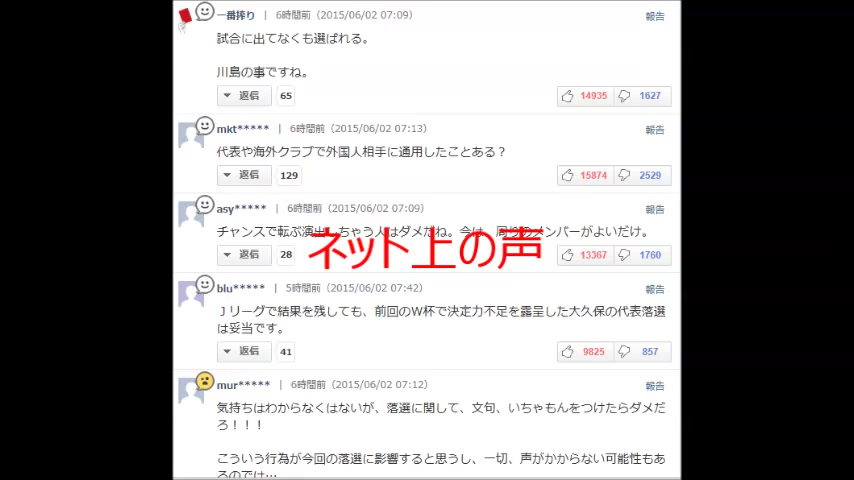 一番搾り | 6時間前（2015/06/02 07:09） 報告
試合に出てなくも選ばれる。
川島の事ですね。
返信 65 14935 1627
mkt***** | 6時間前（2015/06/02 07:13） 報告
代表や海外クラブで外国人相手に通用したことある？
返信 129 15874 2529
asy***** | 6時間前（2015/06/02 07:09） 報告
チャンスで転ぶ演出しちゃう人はダメだね。今は、周りのメンバーがよいだけ。
ネット上の声
返信 28 13367 1760
blu***** | 5時間前（2015/06/02 07:42） 報告
Ｊリーグで結果を残しても、前回のＷ杯で決定力不足を露呈した大久保の代表落選
は妥当です。
返信 41 9825 857
mur***** | 6時間前（2015/06/02 07:12） 報告
気持ちはわからなくはないが、落選に関して、文句、いちゃもんをつけたらダメだ
ろ！！！
こういう行為が今回の落選に影響すると思うし、一切、声がかからない可能性もあ
るのでは…